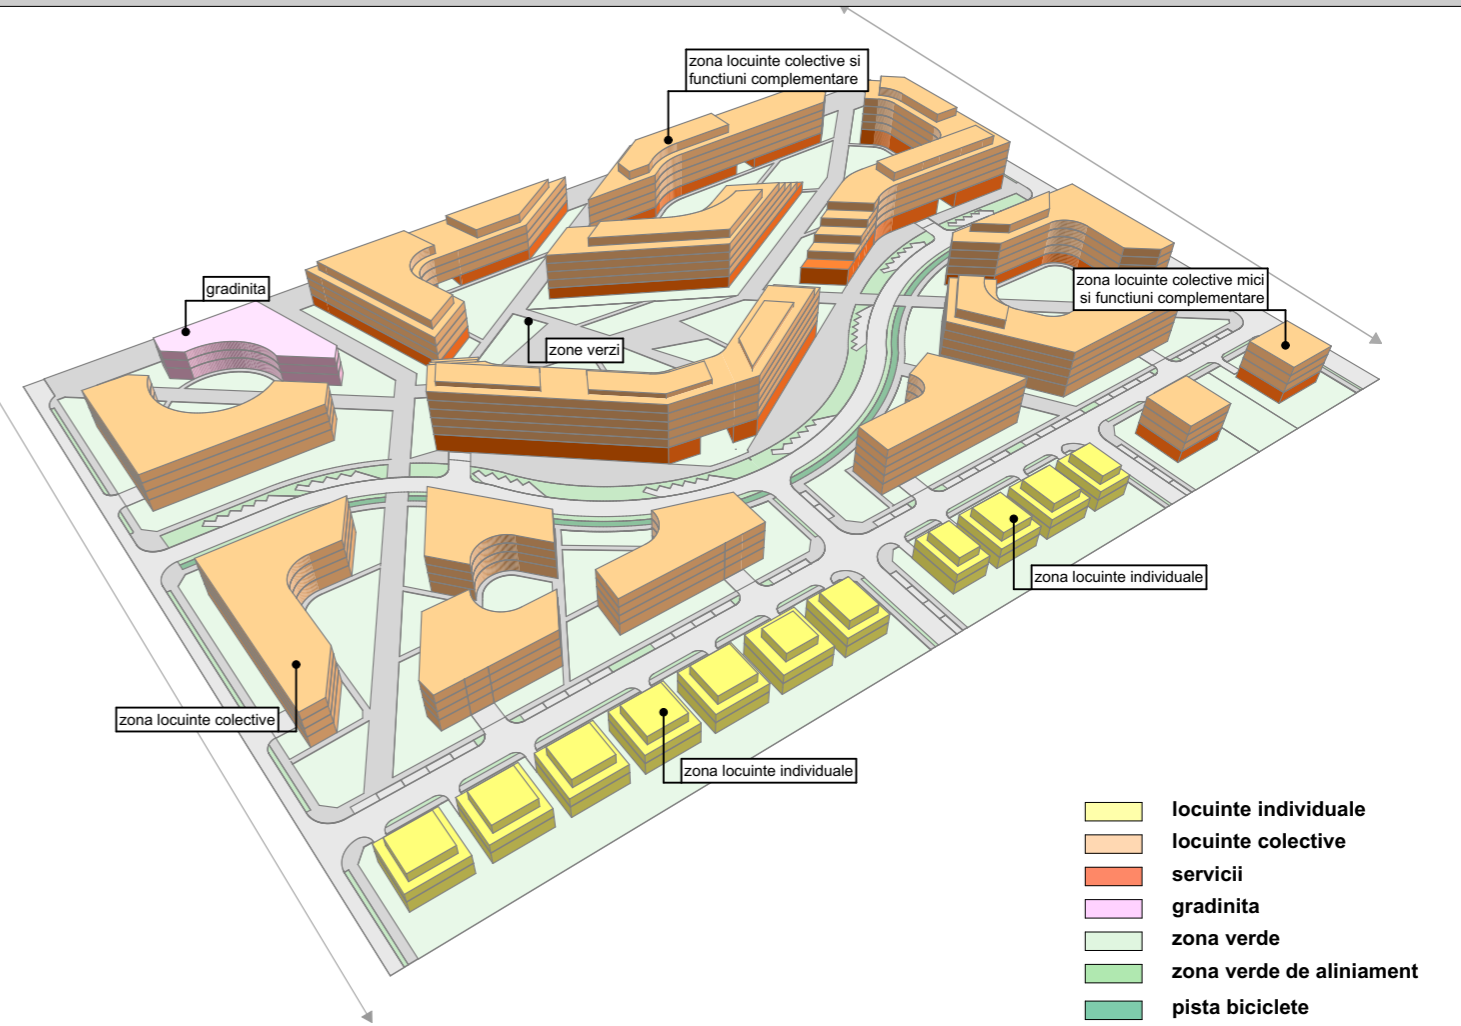 zona locuinte colective si
functiuni complementare
gradinita
zona locuinte colective mici
si functiuni complementare
zone verzi
zona locuinte individuale
zona locuinte colective
zona locuinte individuale
locuinte individuale
locuinte colective
servicii
gradinita
zona verde
zona verde de aliniament
pista biciclete